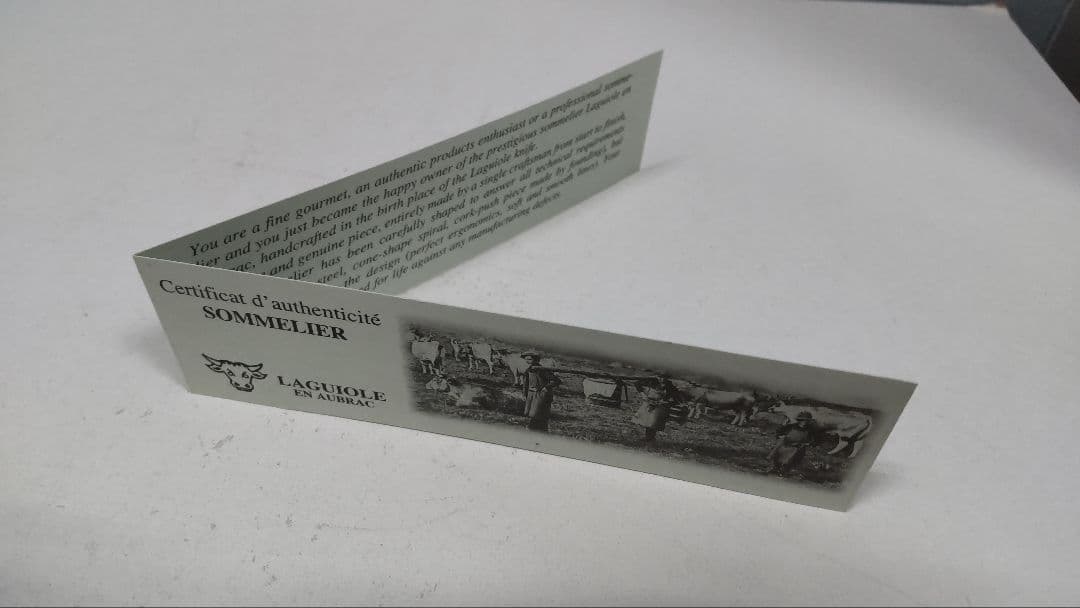 You are a fine gourmet, an authentic products enthusiast or a professional somme-
lier and you just became the happy owner of the prestigious sommelier Laguiole en
ac, handcrafted in the birth place of the Laguiole knife.
and genuine piece, entirely made by a single craftsman from start to finish,
lier has been carefully shaped to answer all technical requirements
steel, cone-shape spiral, cork-push piece made by founding), but
the design (perfect ergonomics, soft and smooth lines). Your
d for life against any manufacturing defects.
Certificat d'authenticité
SOMMELIER
LAGUIOLE
EN AUBRAC